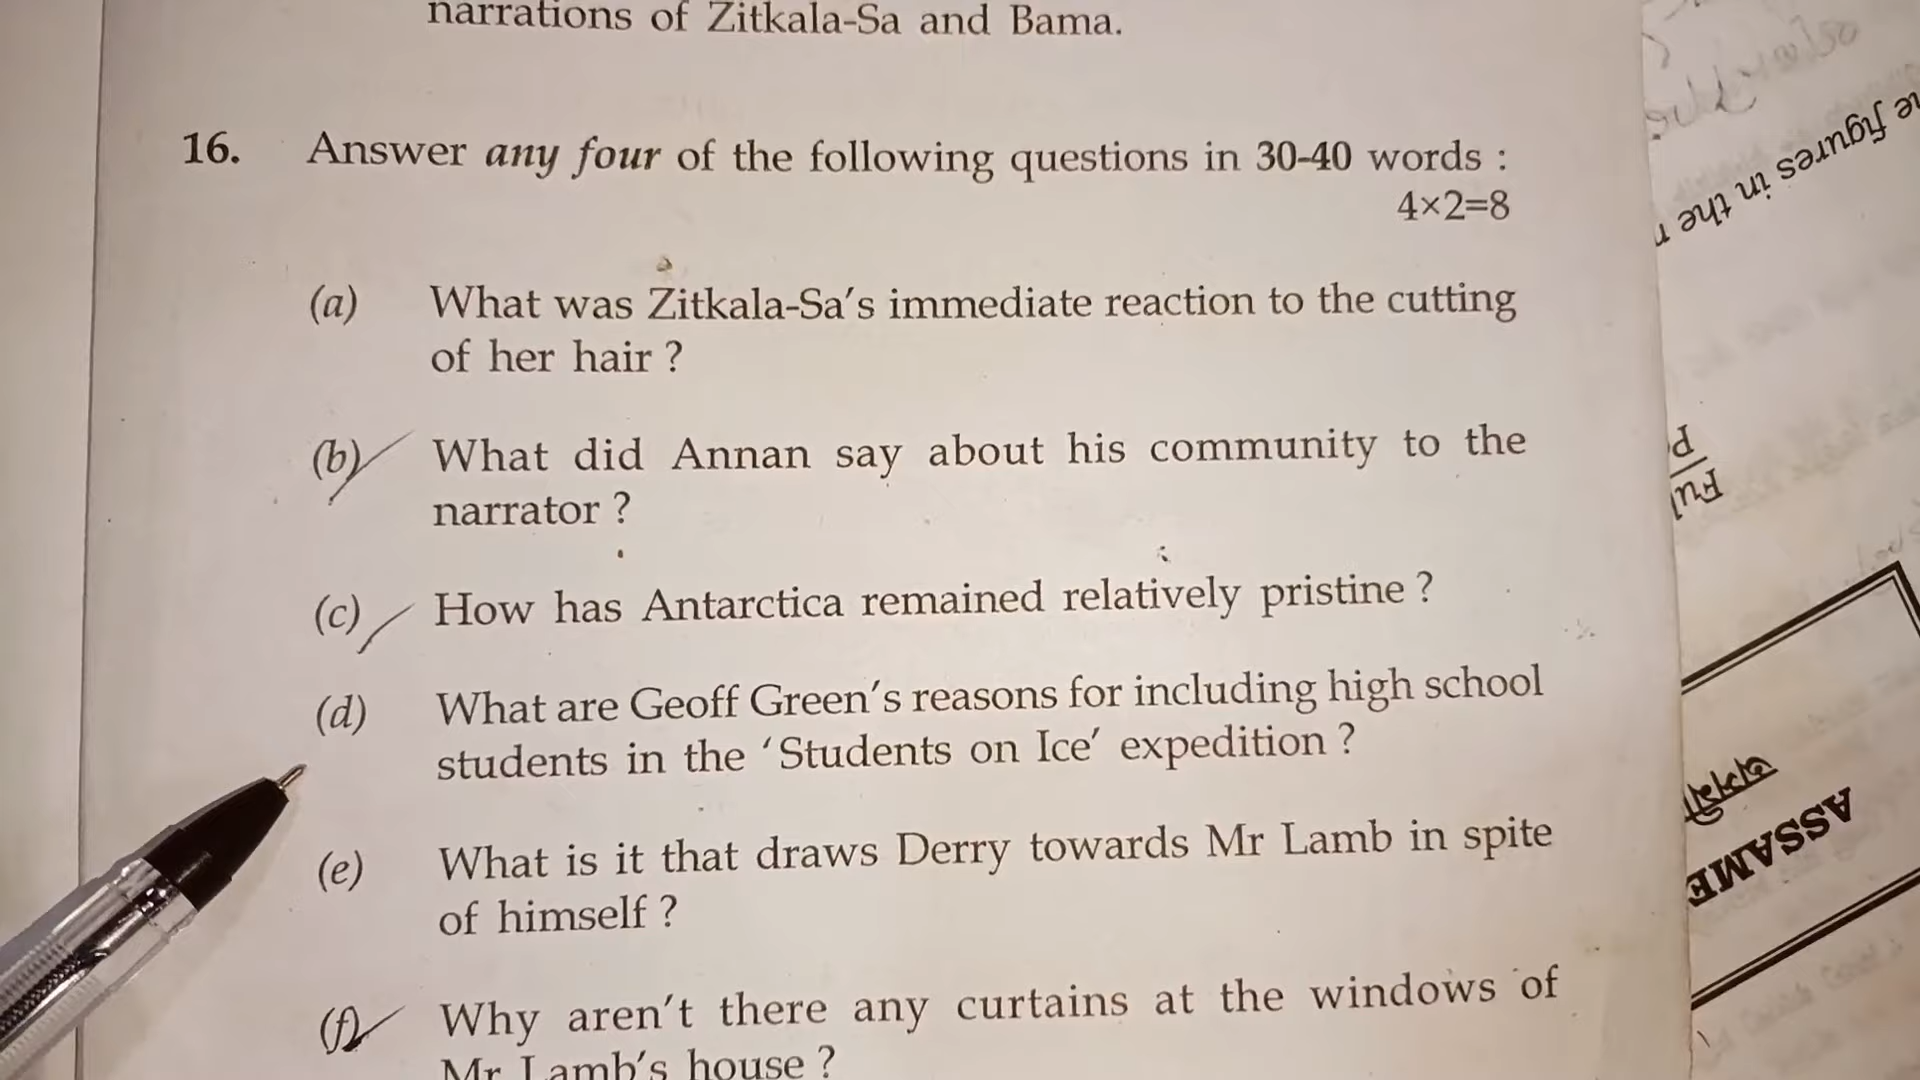 narrations of Zitkala-Sa and Bama.
16. Answer any four of the following questions in 30-40 words :
4×2=8
(a) What was Zitkala-Sa's immediate reaction to the cutting
of her hair ?
(b) What did Annan say about his community to the
narrator ?
(c) How has Antarctica remained relatively pristine ?
(d) What are Geoff Green's reasons for including high school
students in the 'Students on Ice' expedition ?
(e) What is it that draws Derry towards Mr Lamb in spite
of himself ?
(f) Why aren't there any curtains at the windows of
Mr Lamb's house ?
figures in the
Ful
P
ASSAME